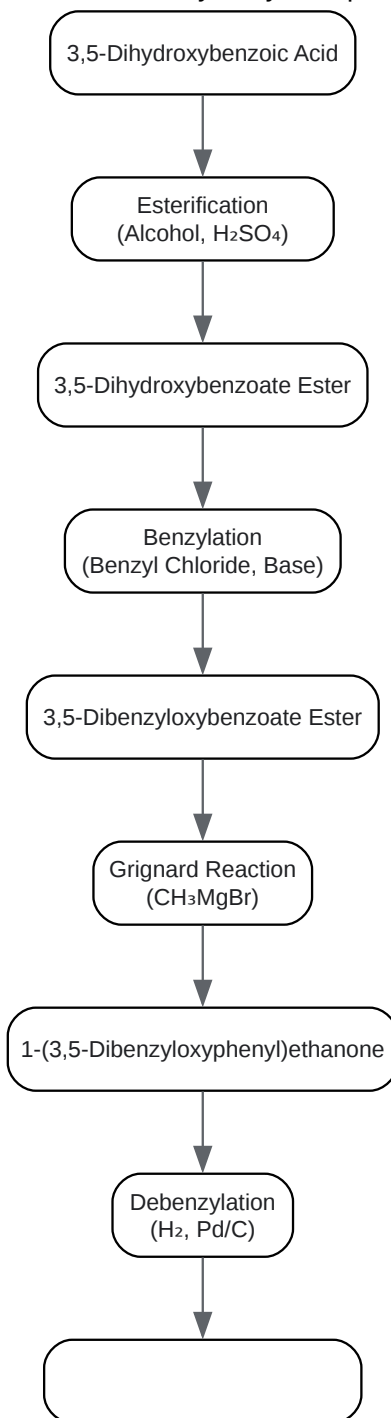 3,5-Dihydroxybenzoic Acid
Esterification
(Alcohol, H₂SO₄)
3,5-Dihydroxybenzoate Ester
Benzylation
(Benzyl Chloride, Base)
3,5-Dibenzyloxybenzoate Ester
Grignard Reaction
(CH₃MgBr)
1-(3,5-Dibenzyloxyphenyl)ethanone
Debenzylation
(H₂, Pd/C)